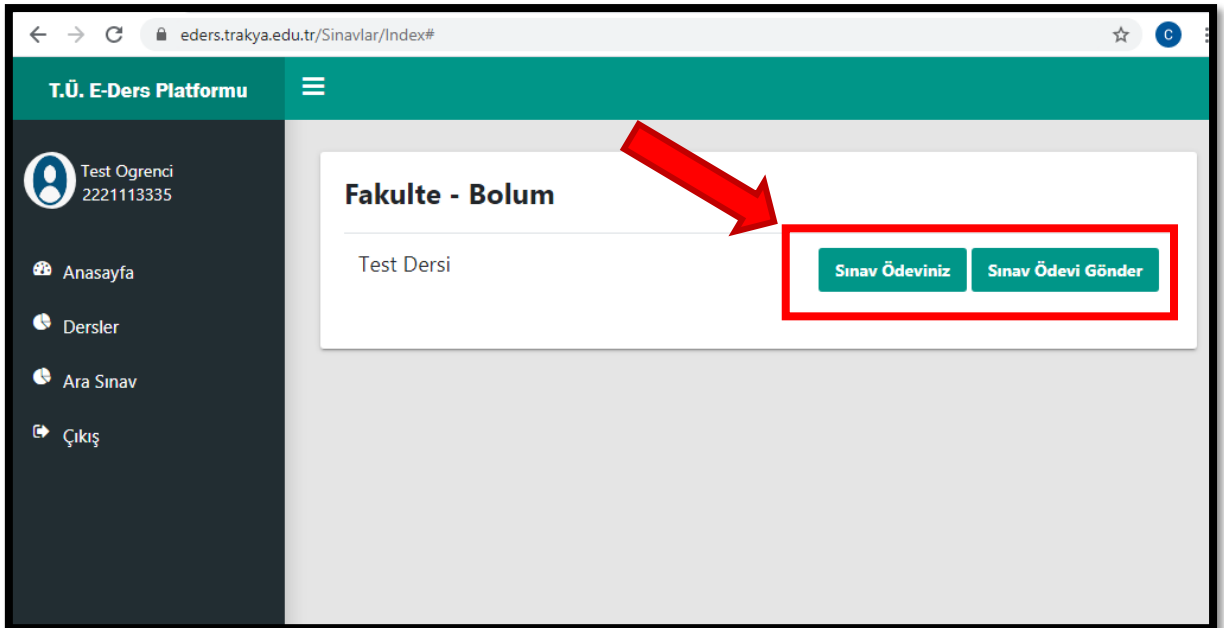 eders.trakya.edu.tr/Sinavlar/Index#
C
T.Ü. E-Ders Platformu
Test Ogrenci
2221113335
Anasayfa
Dersler
Ara Sınav
Çıkış
Fakulte - Bolum
Test Dersi
Sınav Ödeviniz
Sınav Ödevi Gönder